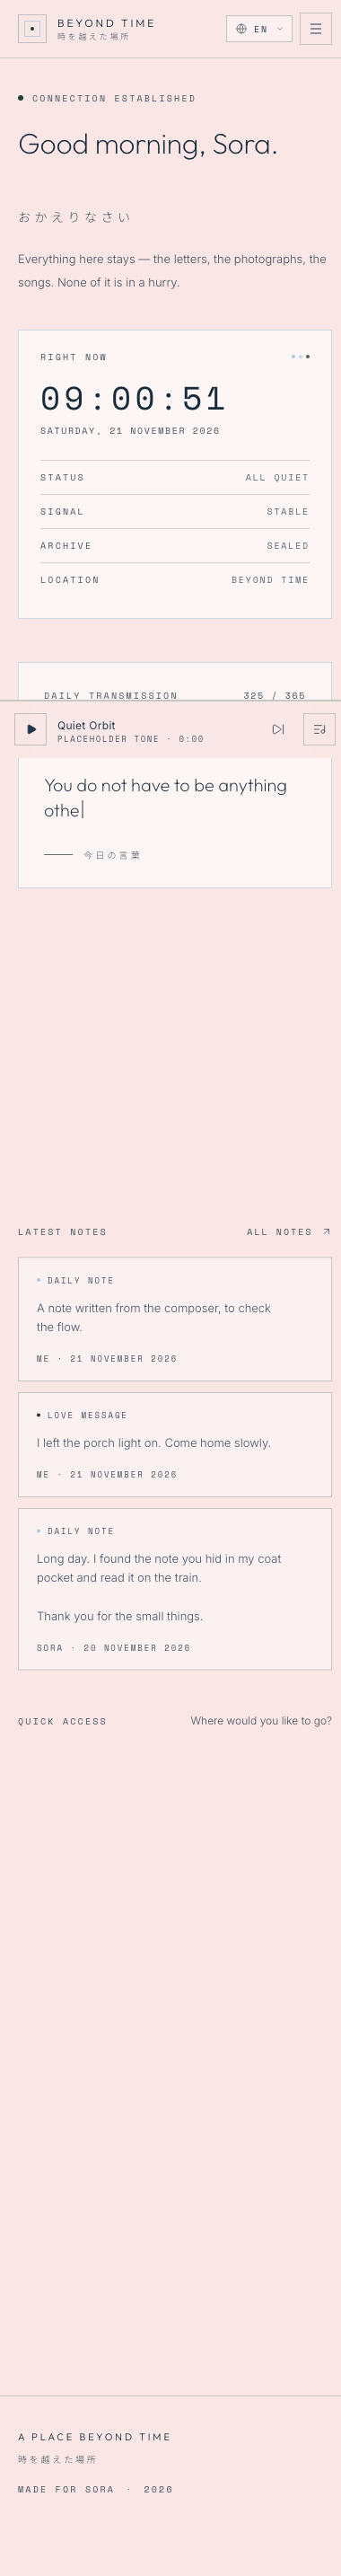 BEYOND TIME
時を越えた場所
EN
CONNECTION ESTABLISHED
Good morning, Sora.
おかえりなさい
Everything here stays — the letters, the photographs, the
songs. None of it is in a hurry.
RIGHT NOW
09:00:51
SATURDAY, 21 NOVEMBER 2026
STATUS ALL QUIET
SIGNAL STABLE
ARCHIVE SEALED
LOCATION BEYOND TIME
DAILY TRANSMISSION 325 / 365
Quiet Orbit
PLACEHOLDER TONE · 0:00
You do not have to be anything
othe
今日の言葉
LATEST NOTES ALL NOTES
DAILY NOTE
A note written from the composer, to check
the flow.
ME · 21 NOVEMBER 2026
LOVE MESSAGE
I left the porch light on. Come home slowly.
ME · 21 NOVEMBER 2026
DAILY NOTE
Long day. I found the note you hid in my coat
pocket and read it on the train.
Thank you for the small things.
SORA · 20 NOVEMBER 2026
QUICK ACCESS Where would you like to go?
A PLACE BEYOND TIME
時を越えた場所
MADE FOR SORA · 2026